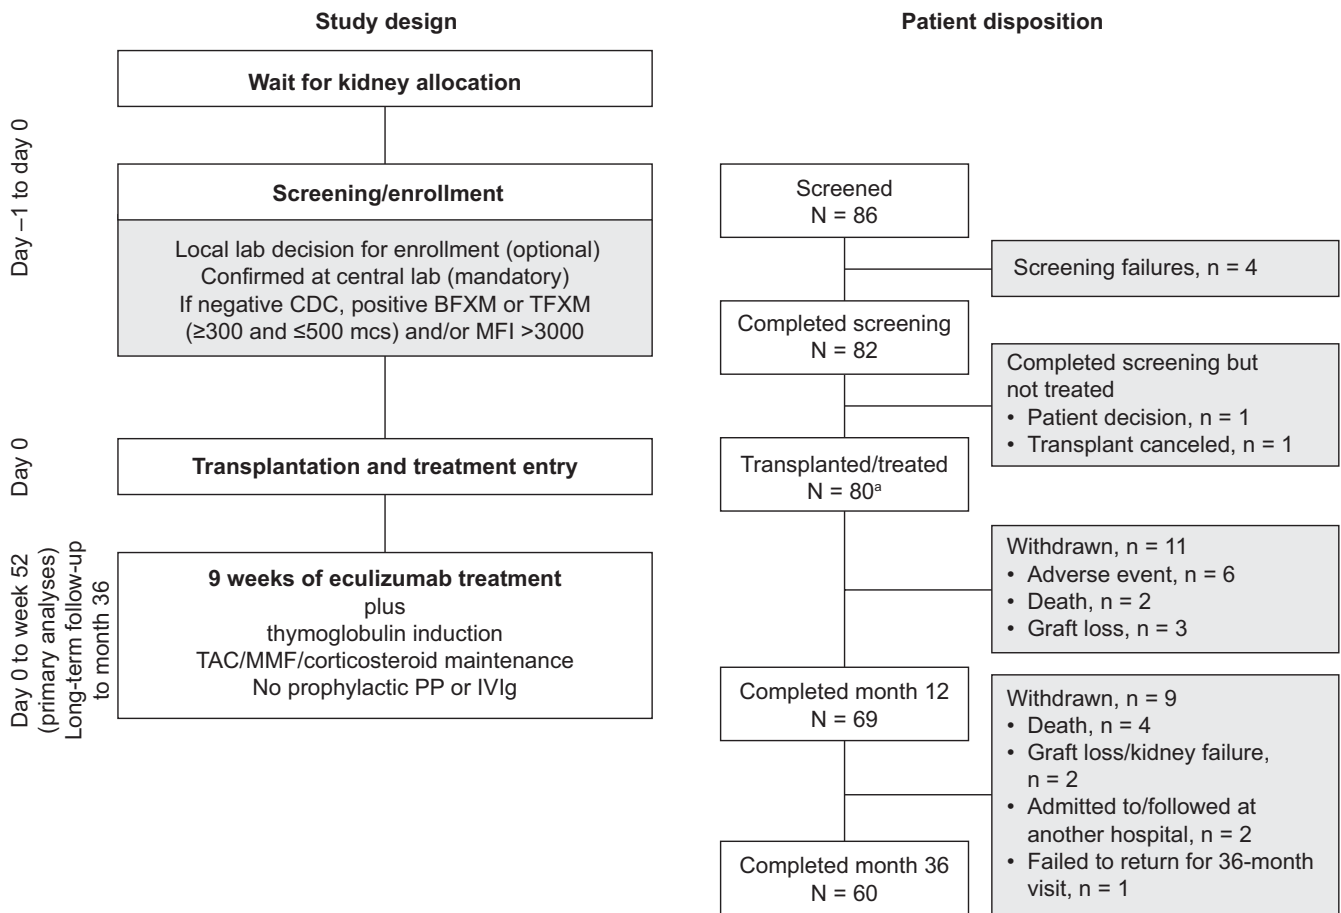 Study design
Wait for kidney allocation
Day –1 to day 0
Screening/enrollment
Local lab decision for enrollment (optional)
Confirmed at central lab (mandatory)
If negative CDC, positive BFXM or TFXM
(≥300 and ≤500 mcs) and/or MFI >3000
Day 0
Transplantation and treatment entry
Day 0 to week 52
(primary analyses)
Long-term follow-up
to month 36
9 weeks of eculizumab treatment
plus
thymoglobulin induction
TAC/MMF/corticosteroid maintenance
No prophylactic PP or IVIg
Patient disposition
Screened
N = 86
Screening failures, n = 4
Completed screening
N = 82
Completed screening but
not treated
• Patient decision, n = 1
• Transplant canceled, n = 1
Transplanted/treated
N = 80ª
Withdrawn, n = 11
• Adverse event, n = 6
• Death, n = 2
• Graft loss, n = 3
Completed month 12
N = 69
Withdrawn, n = 9
• Death, n = 4
• Graft loss/kidney failure,
n = 2
• Admitted to/followed at
another hospital, n = 2
• Failed to return for 36-month
visit, n = 1
Completed month 36
N = 60